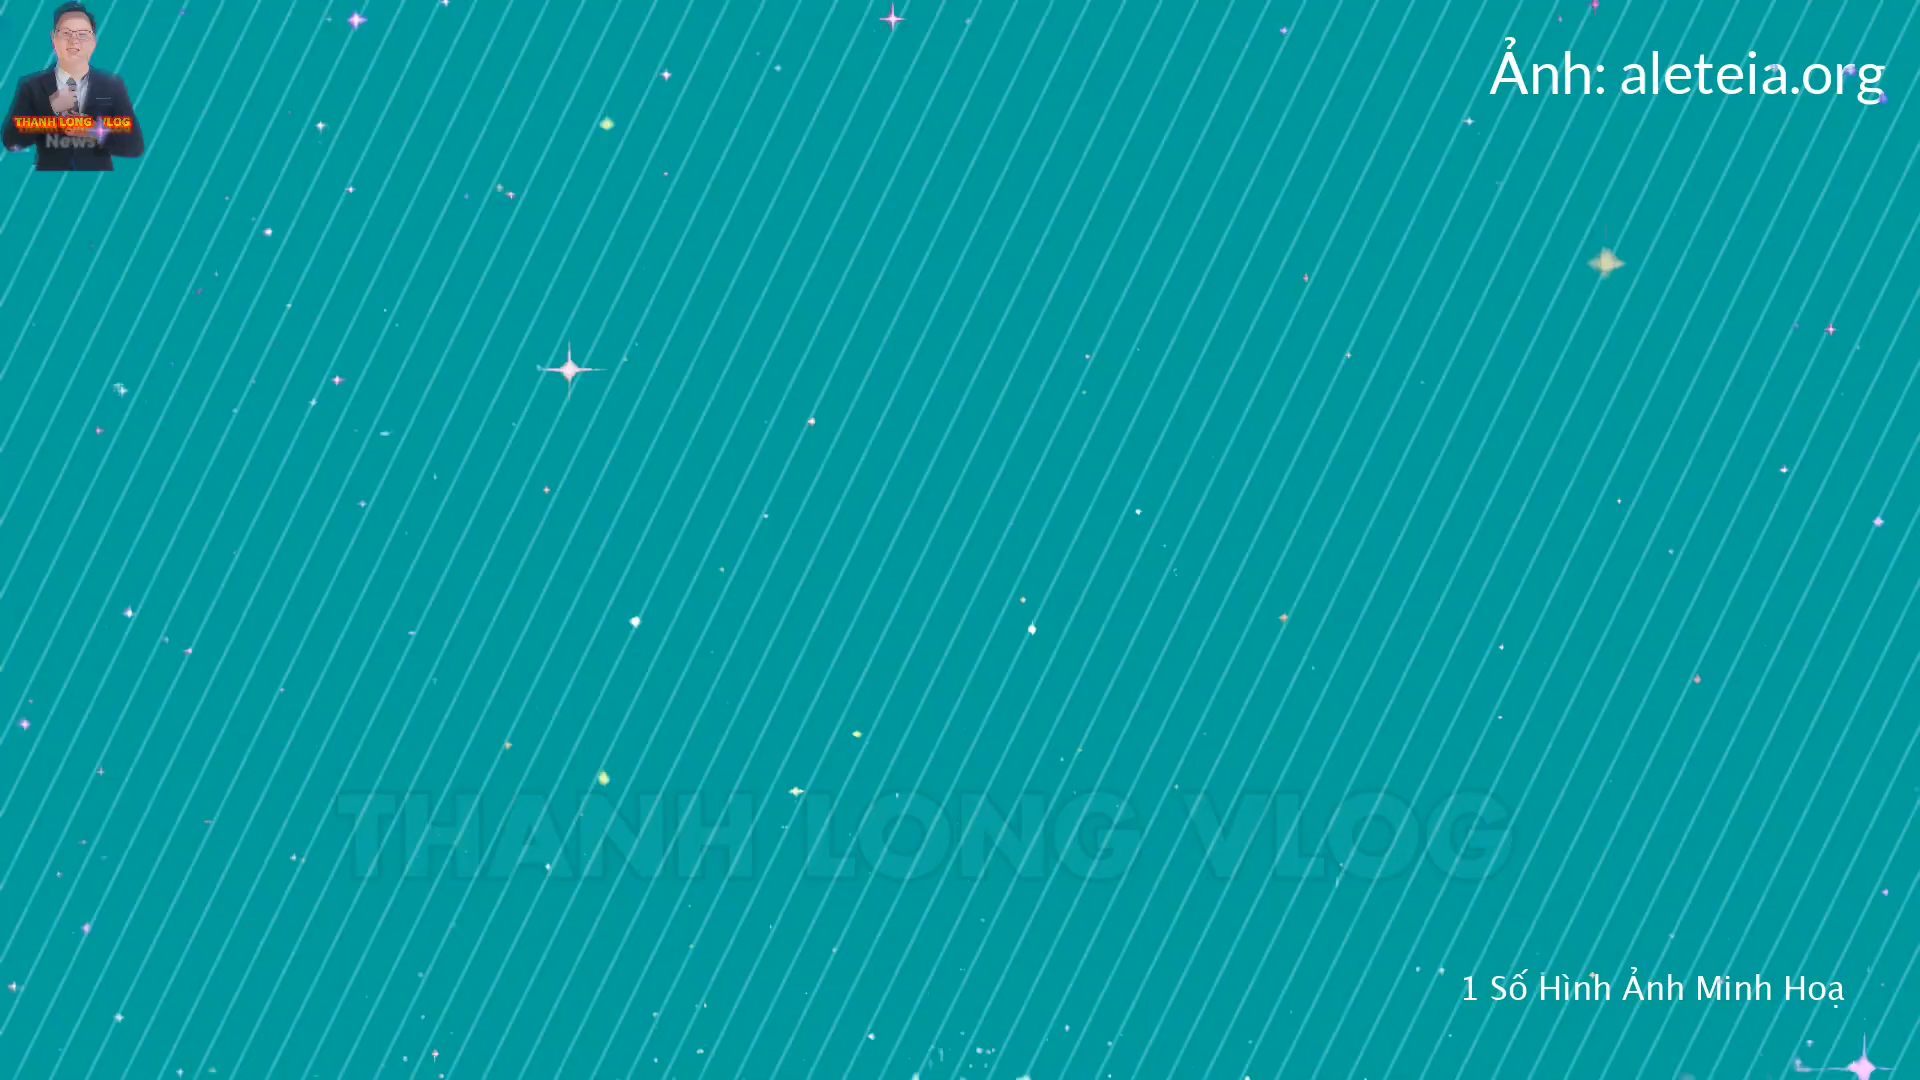 THANH LONG VLOG
News
Ảnh: aleteia.org
THANH LONG VLOG
1 Số Hình Ảnh Minh Hoạ